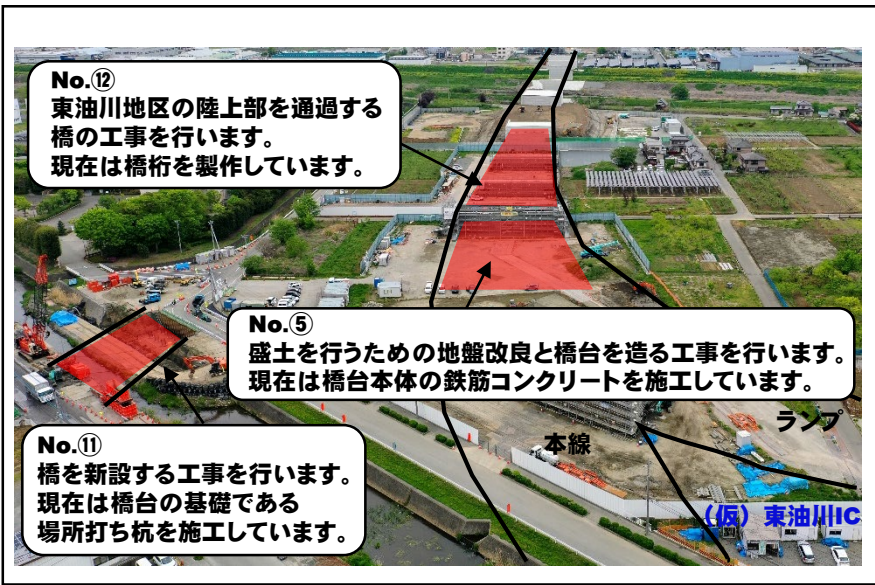 No.⑫
東油川地区の陸上部を通過する
橋の工事を行います。
現在は橋桁を製作しています。
No.⑤
盛土を行うための地盤改良と橋台を造る工事を行います。
現在は橋台本体の鉄筋コンクリートを施工しています。
No.⑪
橋を新設する工事を行います。
現在は橋台の基礎である
場所打ち杭を施工しています。
本線
ランプ
（仮）東油川IC